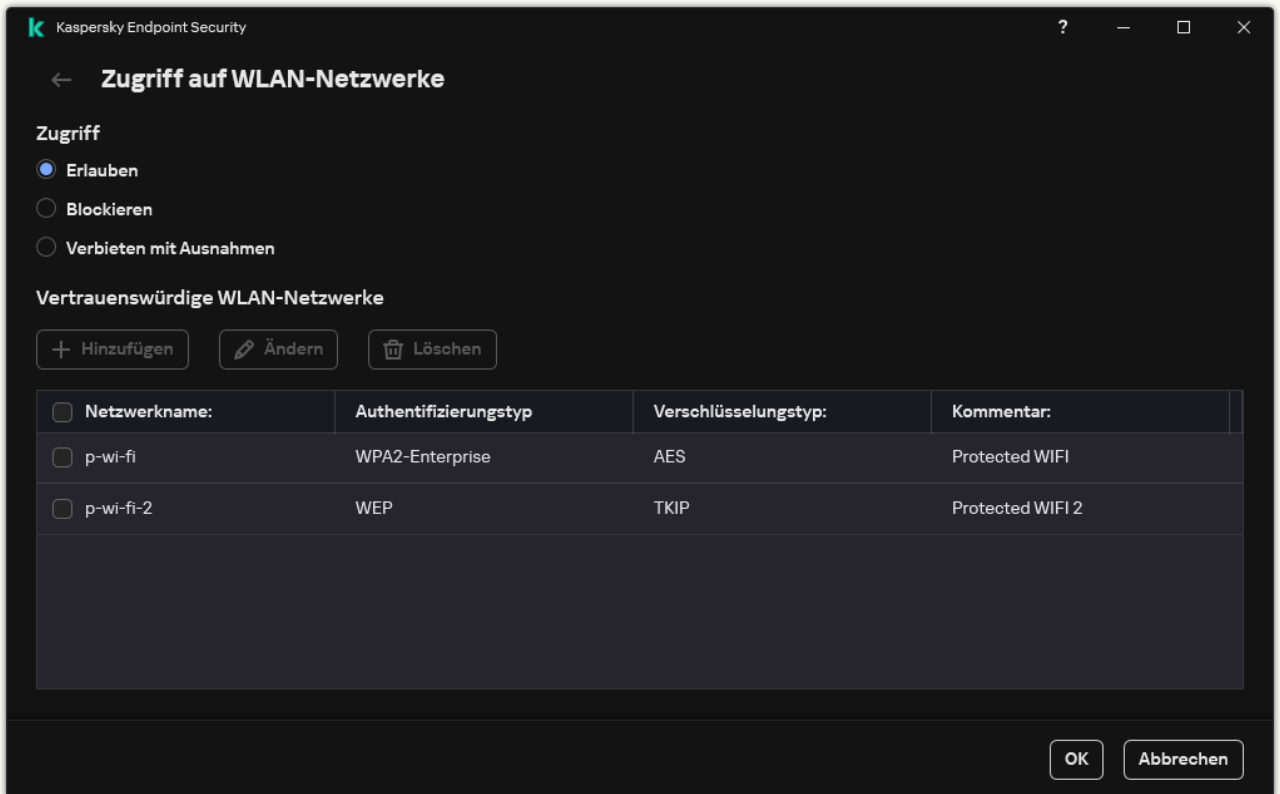 Kaspersky Endpoint Security
?
Zugriff auf WLAN-Netzwerke
Zugriff
Erlauben
Blockieren
Verbieten mit Ausnahmen
Vertrauenswürdige WLAN-Netzwerke
Hinzufügen Ändern Löschen
Netzwerkname: Authentifizierungstyp Verschlüsselungstyp: Kommentar:
p-wi-fi WPA2-Enterprise AES Protected WIFI
p-wi-fi-2 WEP TKIP Protected WIFI 2
OK Abbrechen